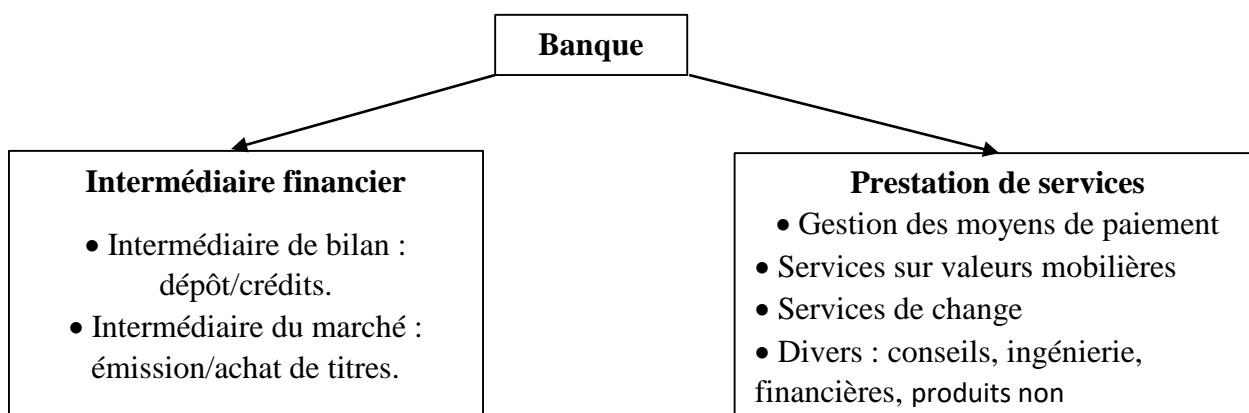 Banque
Intermédiaire financier
• Intermédiaire de bilan :
dépôt/crédits.
• Intermédiaire du marché :
émission/achat de titres.
Prestation de services
• Gestion des moyens de paiement
• Services sur valeurs mobilières
• Services de change
• Divers : conseils, ingénierie,
financières, produits non